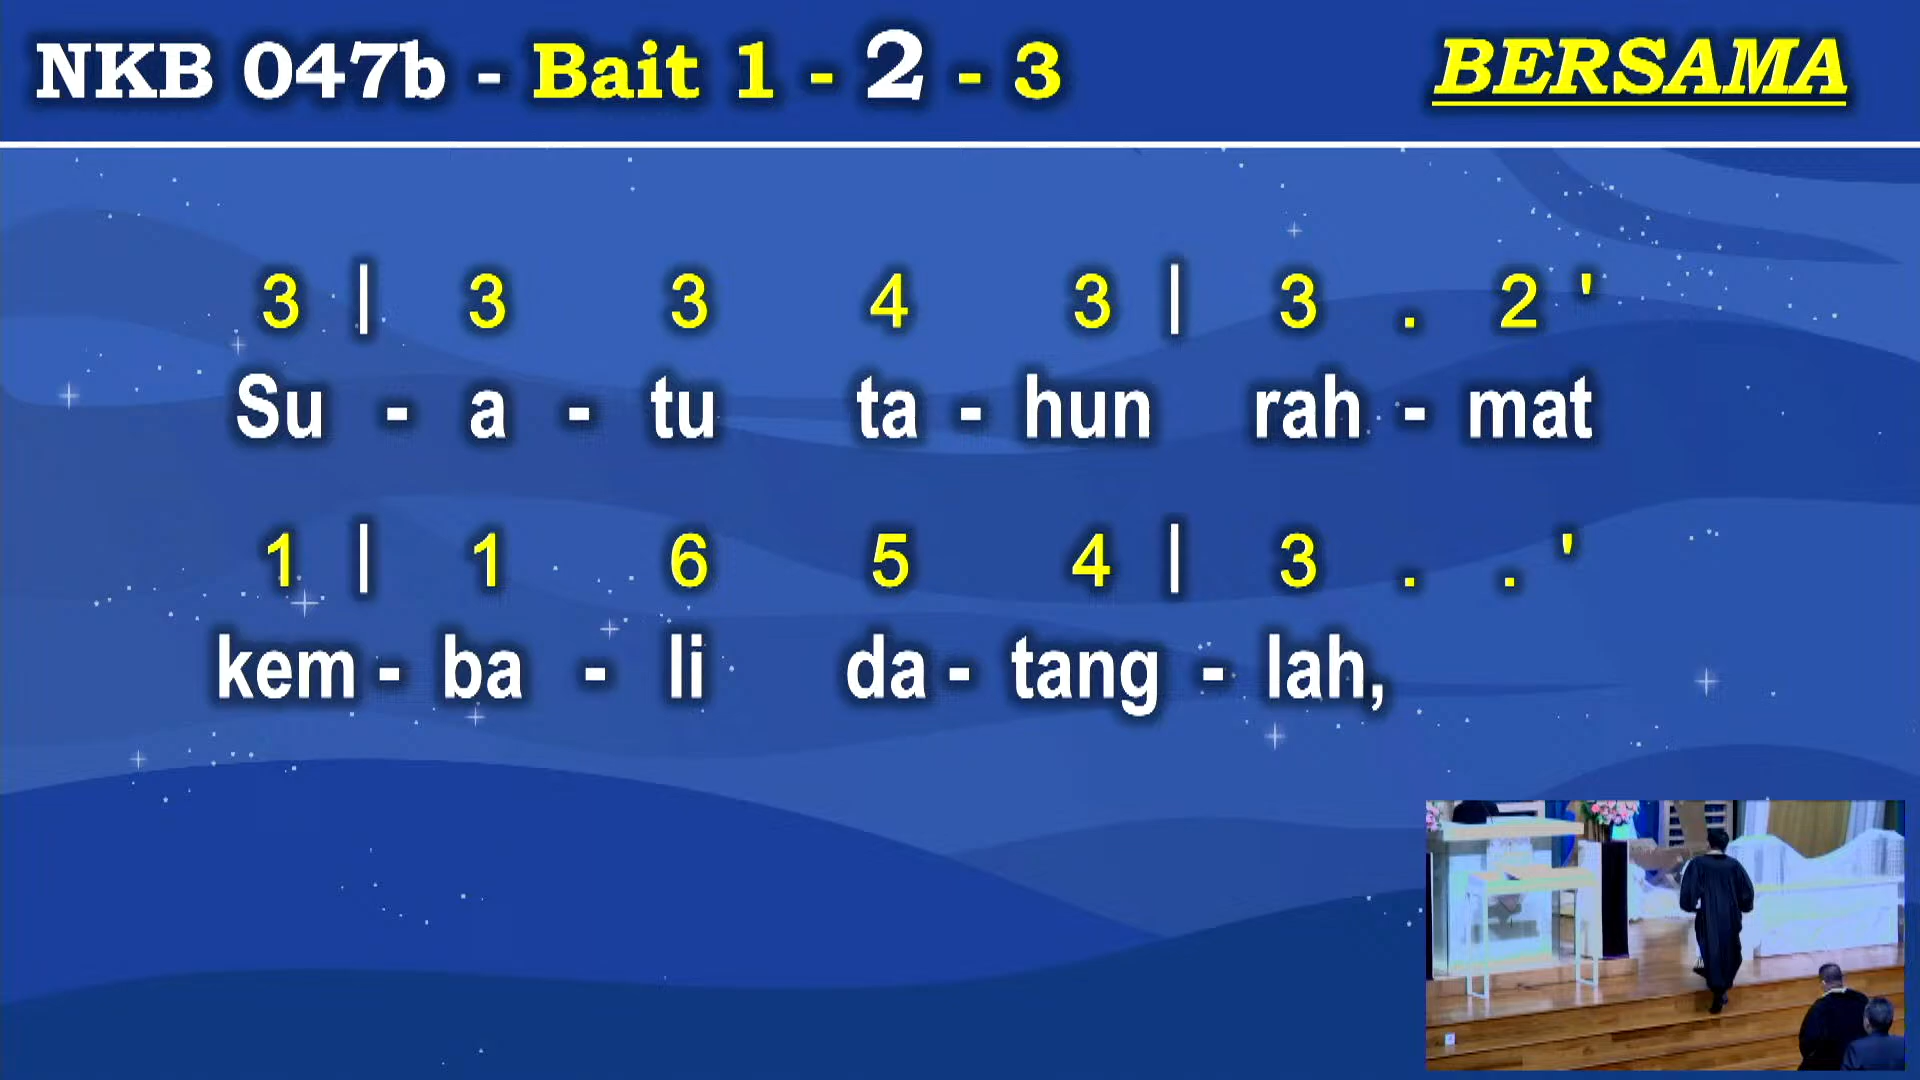 NKB 047b - Bait 1 - 2 - 3
BERSAMA
3 | 3 3 4 3 | 3 . 2 '
Su - a - tu ta - hun rah - mat
1 | 1 6 5 4 | 3 . . '
kem - ba - li da - tang - lah,